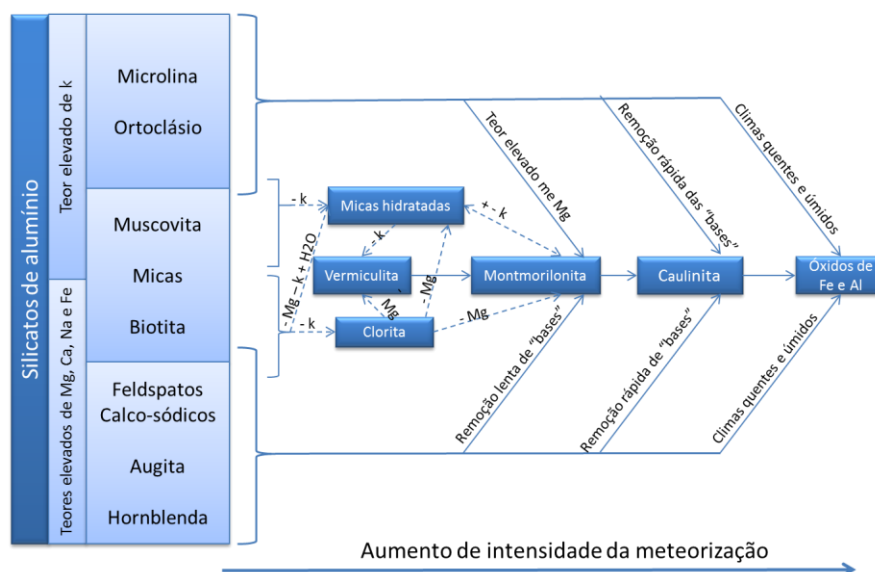 Silicatos de alumínio
Teor elevado de k
Teores elevados de Mg, Ca, Na e Fe
Microlina
Ortoclásio
Muscovita
Micas
Biotita
Feldspatos
Calco-sódicos
Augita
Hornblenda
- k
- Mg – k + H2O
- k
Micas hidratadas
- k
+ - k
Vermiculita
Mg -
- Mg
Clorita
- Mg
Montmorilonita
Caulinita
Óxidos de
Fe e Al
Teor elevado me Mg
Remoção rápida das “bases”
Climas quentes e úmidos
Remoção lenta de “bases”
Remoção rápida de “bases”
Climas quentes e úmidos
Aumento de intensidade da meteorização